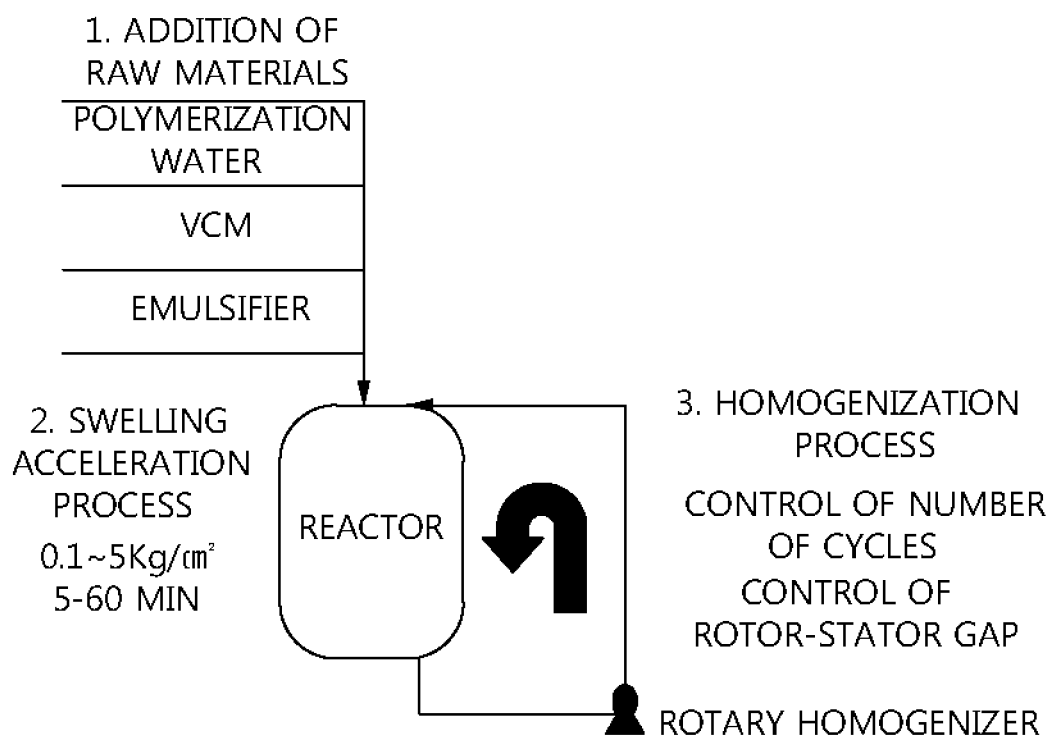 1. ADDITION OF
RAW MATERIALS
POLYMERIZATION
WATER
VCM
EMULSIFIER
2. SWELLING
ACCELERATION
PROCESS
0.1~5Kg/㎠
5-60 MIN
REACTOR
3. HOMOGENIZATION
PROCESS
CONTROL OF NUMBER
OF CYCLES
CONTROL OF
ROTOR-STATOR GAP
ROTARY HOMOGENIZER